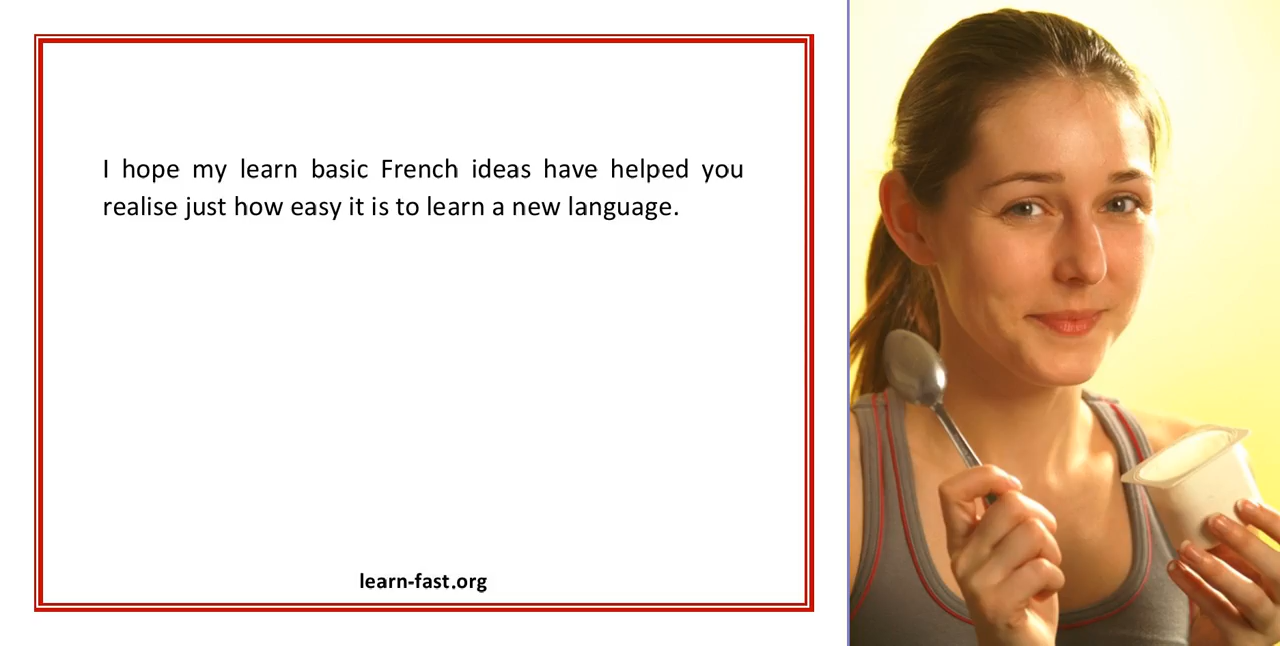 I hope my learn basic French ideas have helped you
realise just how easy it is to learn a new language.
learn-fast.org